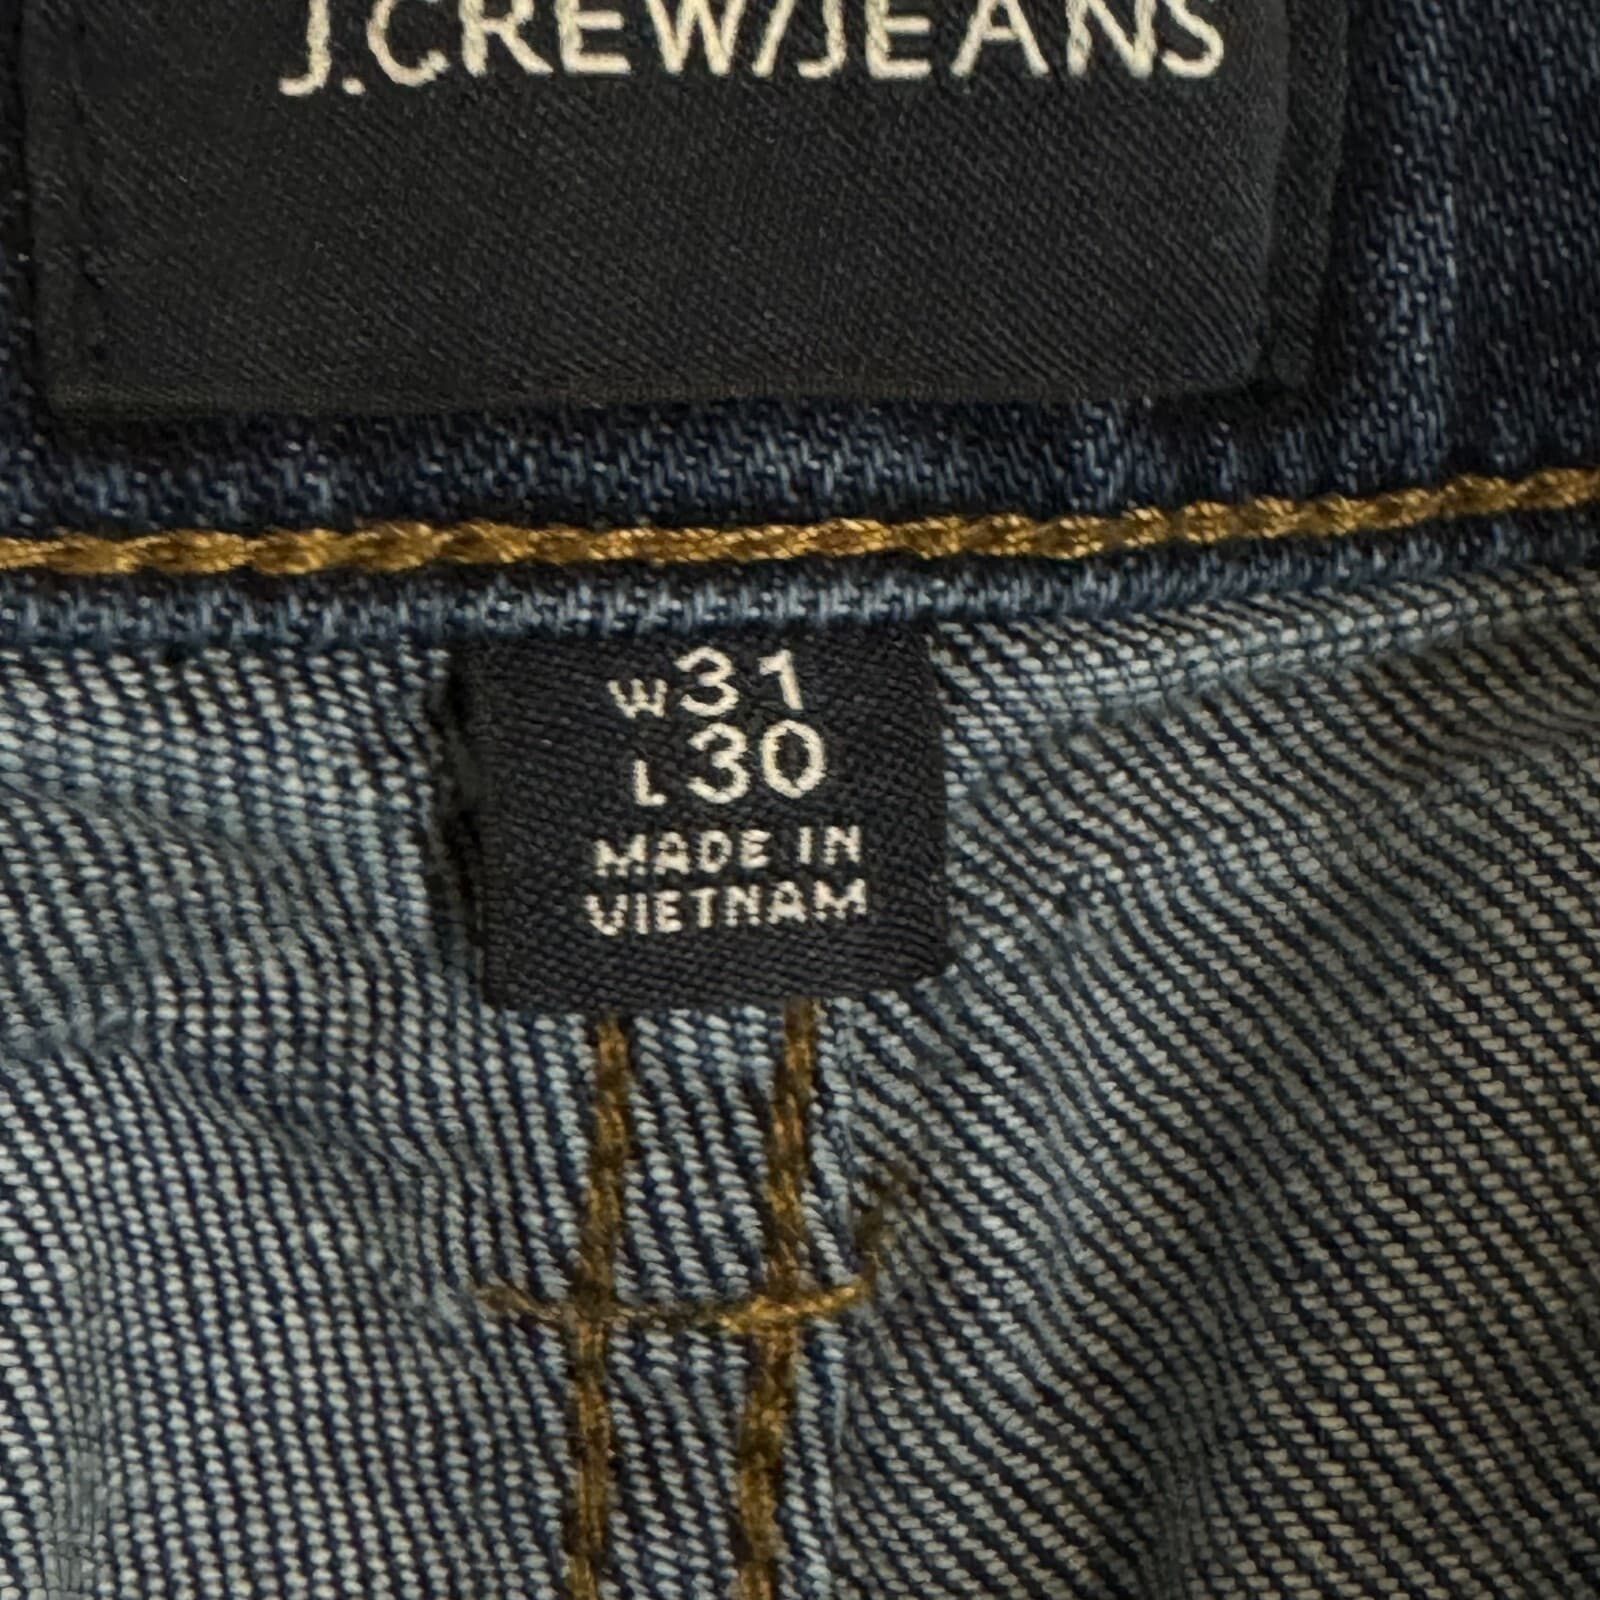 J.CREW/JEANS
W31
L30
MADE IN
VIETNAM